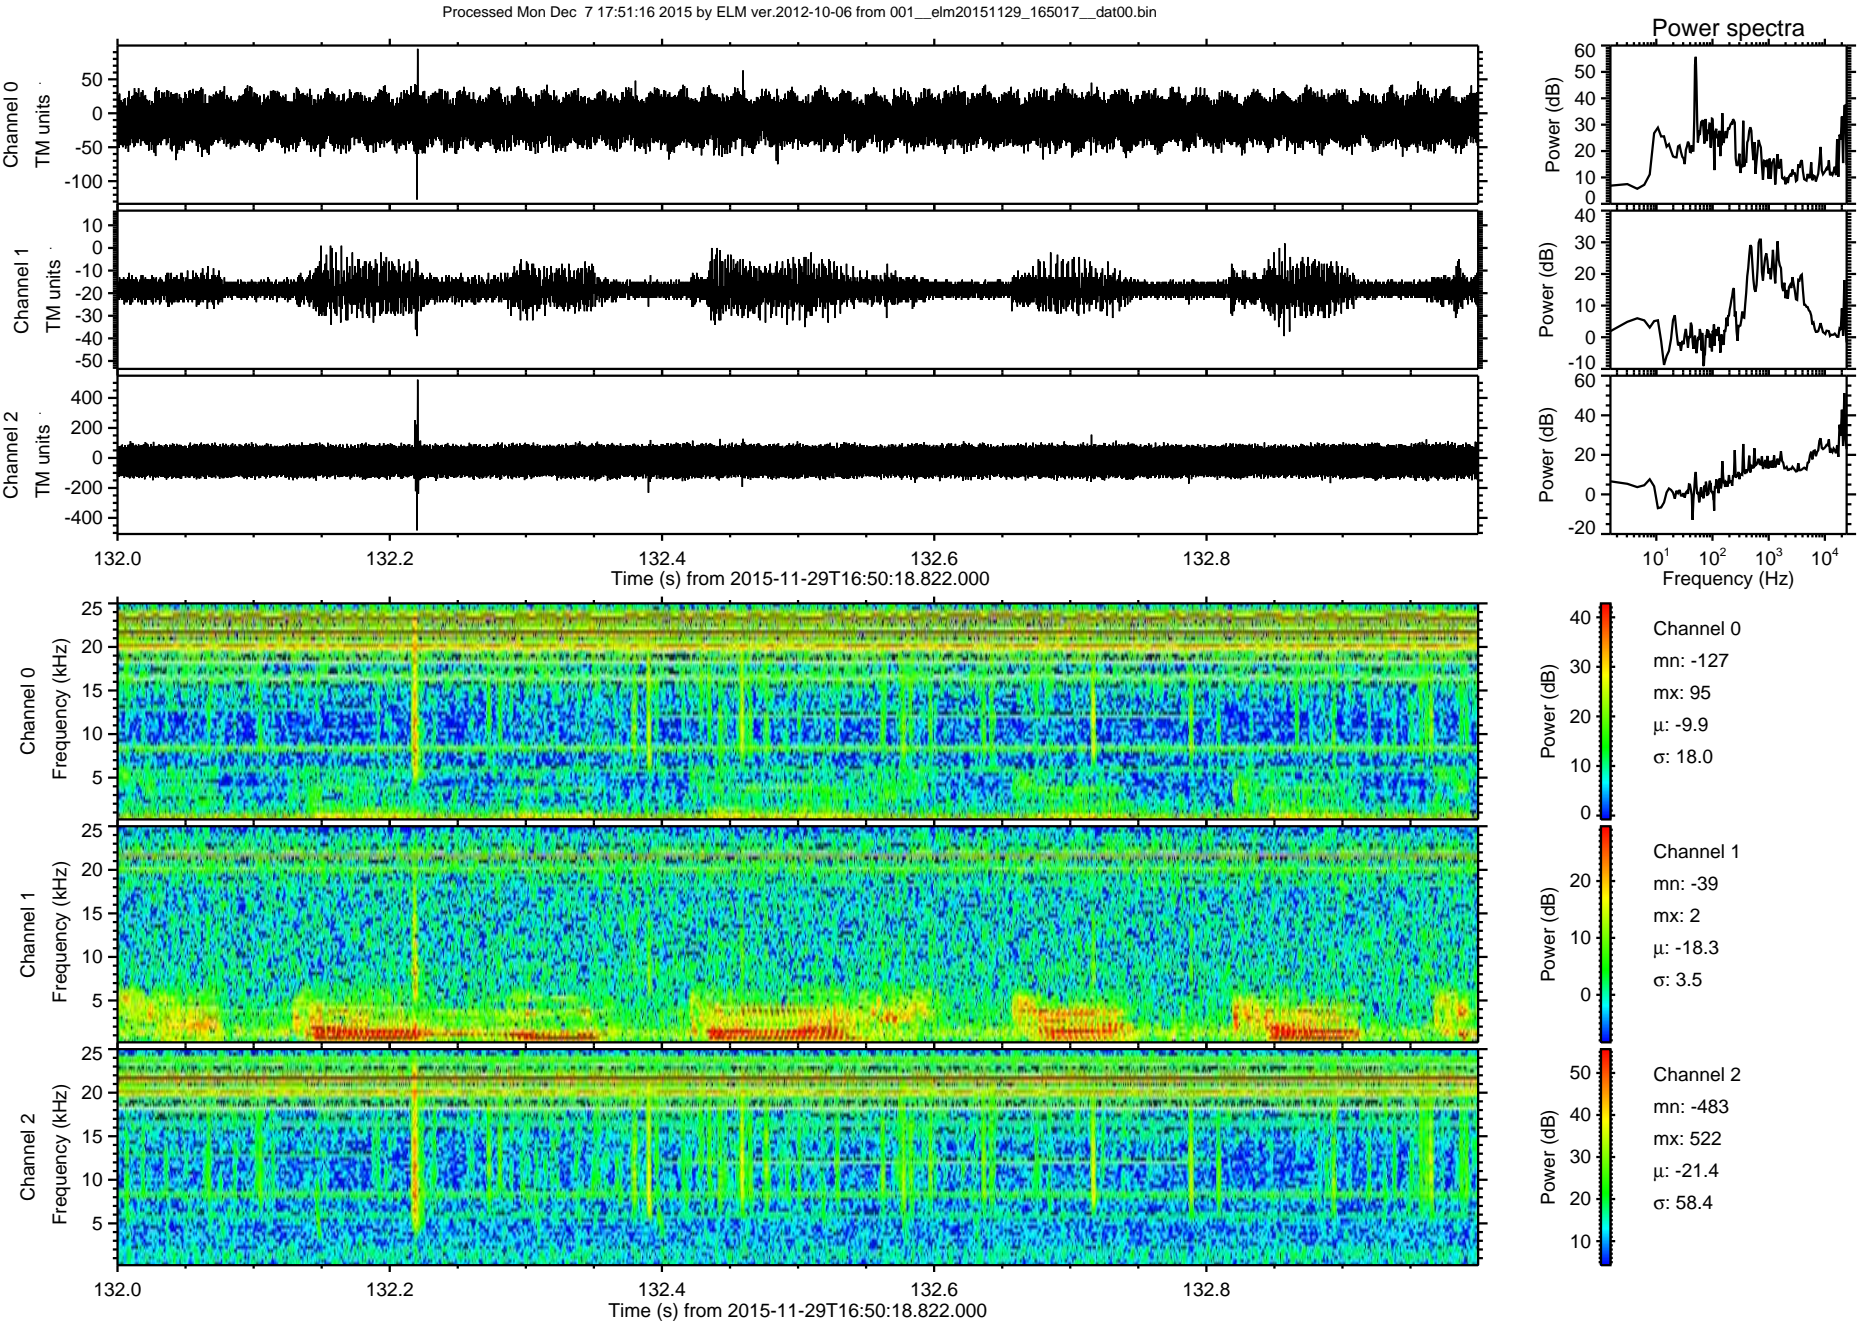 Processed Mon Dec  7 17:51:16 2015 by ELM ver.2012-10-06 from 001__elm20151129_165017__dat00.bin
Power spectra
Channel 0
TM units
50
0
-50
-100
Power (dB)
60
50
40
30
20
10
0
Channel 1
TM units
10
0
-10
-20
-30
-40
-50
Power (dB)
40
30
20
10
0
-10
Channel 2
TM units
400
200
0
-200
-400
Power (dB)
60
40
20
0
-20
132.0
132.2
132.4
132.6
132.8
Time (s) from 2015-11-29T16:50:18.822.000
10¹
10²
10³
10⁴
Frequency (Hz)
Channel 0
Frequency (kHz)
25
20
15
10
5
Power (dB)
40
30
20
10
0
Channel 0
mn: -127
mx: 95
μ: -9.9
σ: 18.0
Channel 1
Frequency (kHz)
25
20
15
10
5
Power (dB)
20
10
0
Channel 1
mn: -39
mx: 2
μ: -18.3
σ: 3.5
Channel 2
Frequency (kHz)
25
20
15
10
5
Power (dB)
50
40
30
20
10
Channel 2
mn: -483
mx: 522
μ: -21.4
σ: 58.4
132.0
132.2
132.4
132.6
132.8
Time (s) from 2015-11-29T16:50:18.822.000